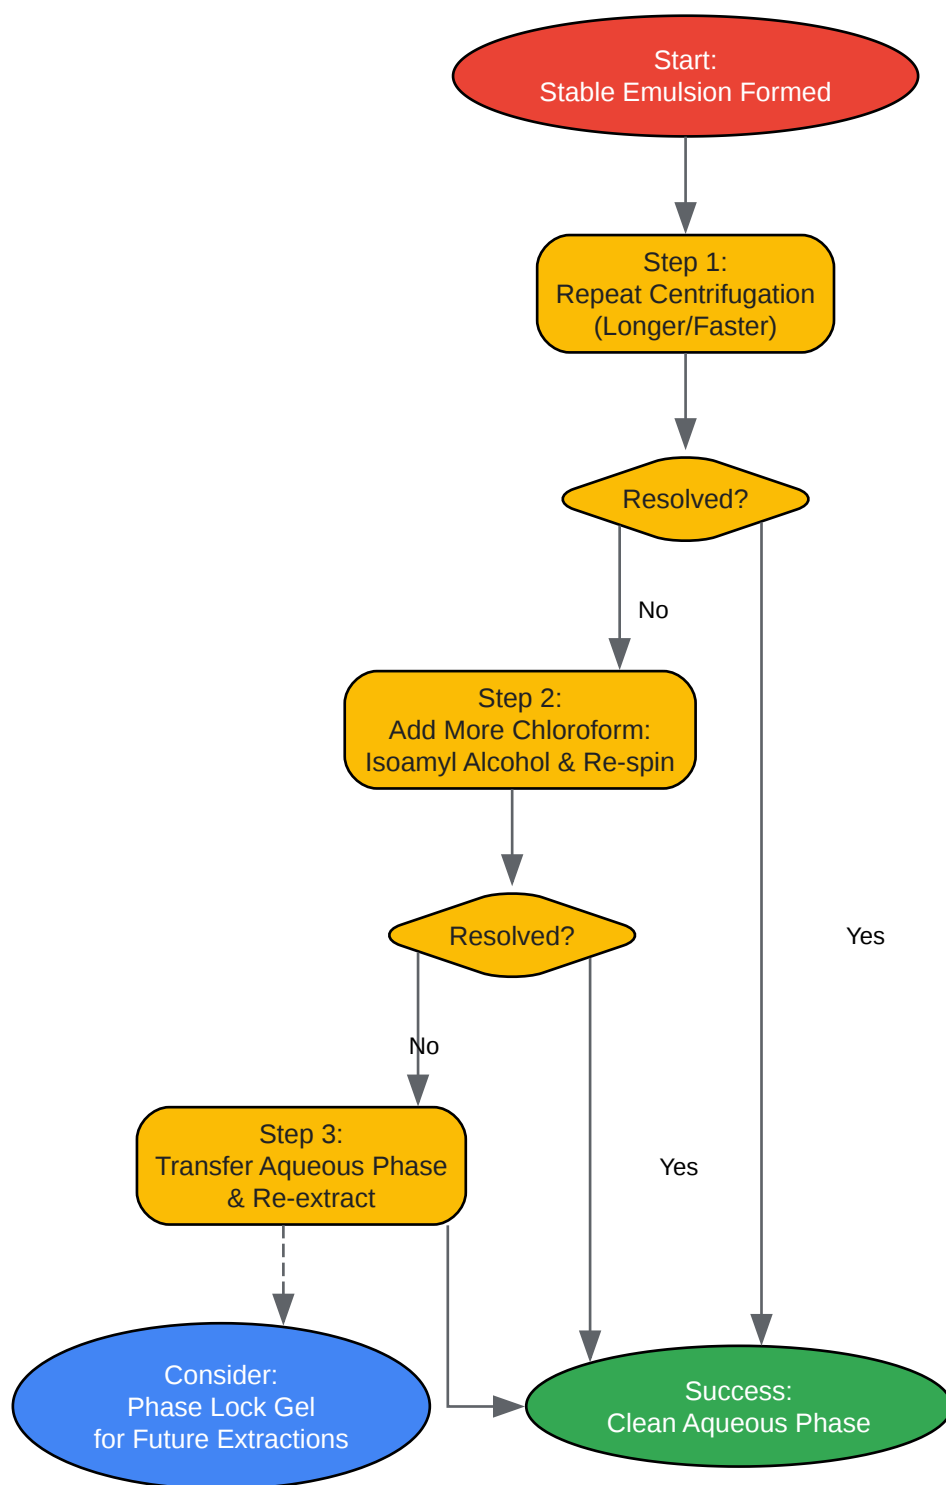 Start:
Stable Emulsion Formed
Step 1:
Repeat Centrifugation
(Longer/Faster)
Resolved?
No
Step 2:
Add More Chloroform:
Isoamyl Alcohol & Re-spin
Resolved?
Yes
No
Step 3:
Transfer Aqueous Phase
& Re-extract
Yes
Consider:
Phase Lock Gel
for Future Extractions
Success:
Clean Aqueous Phase